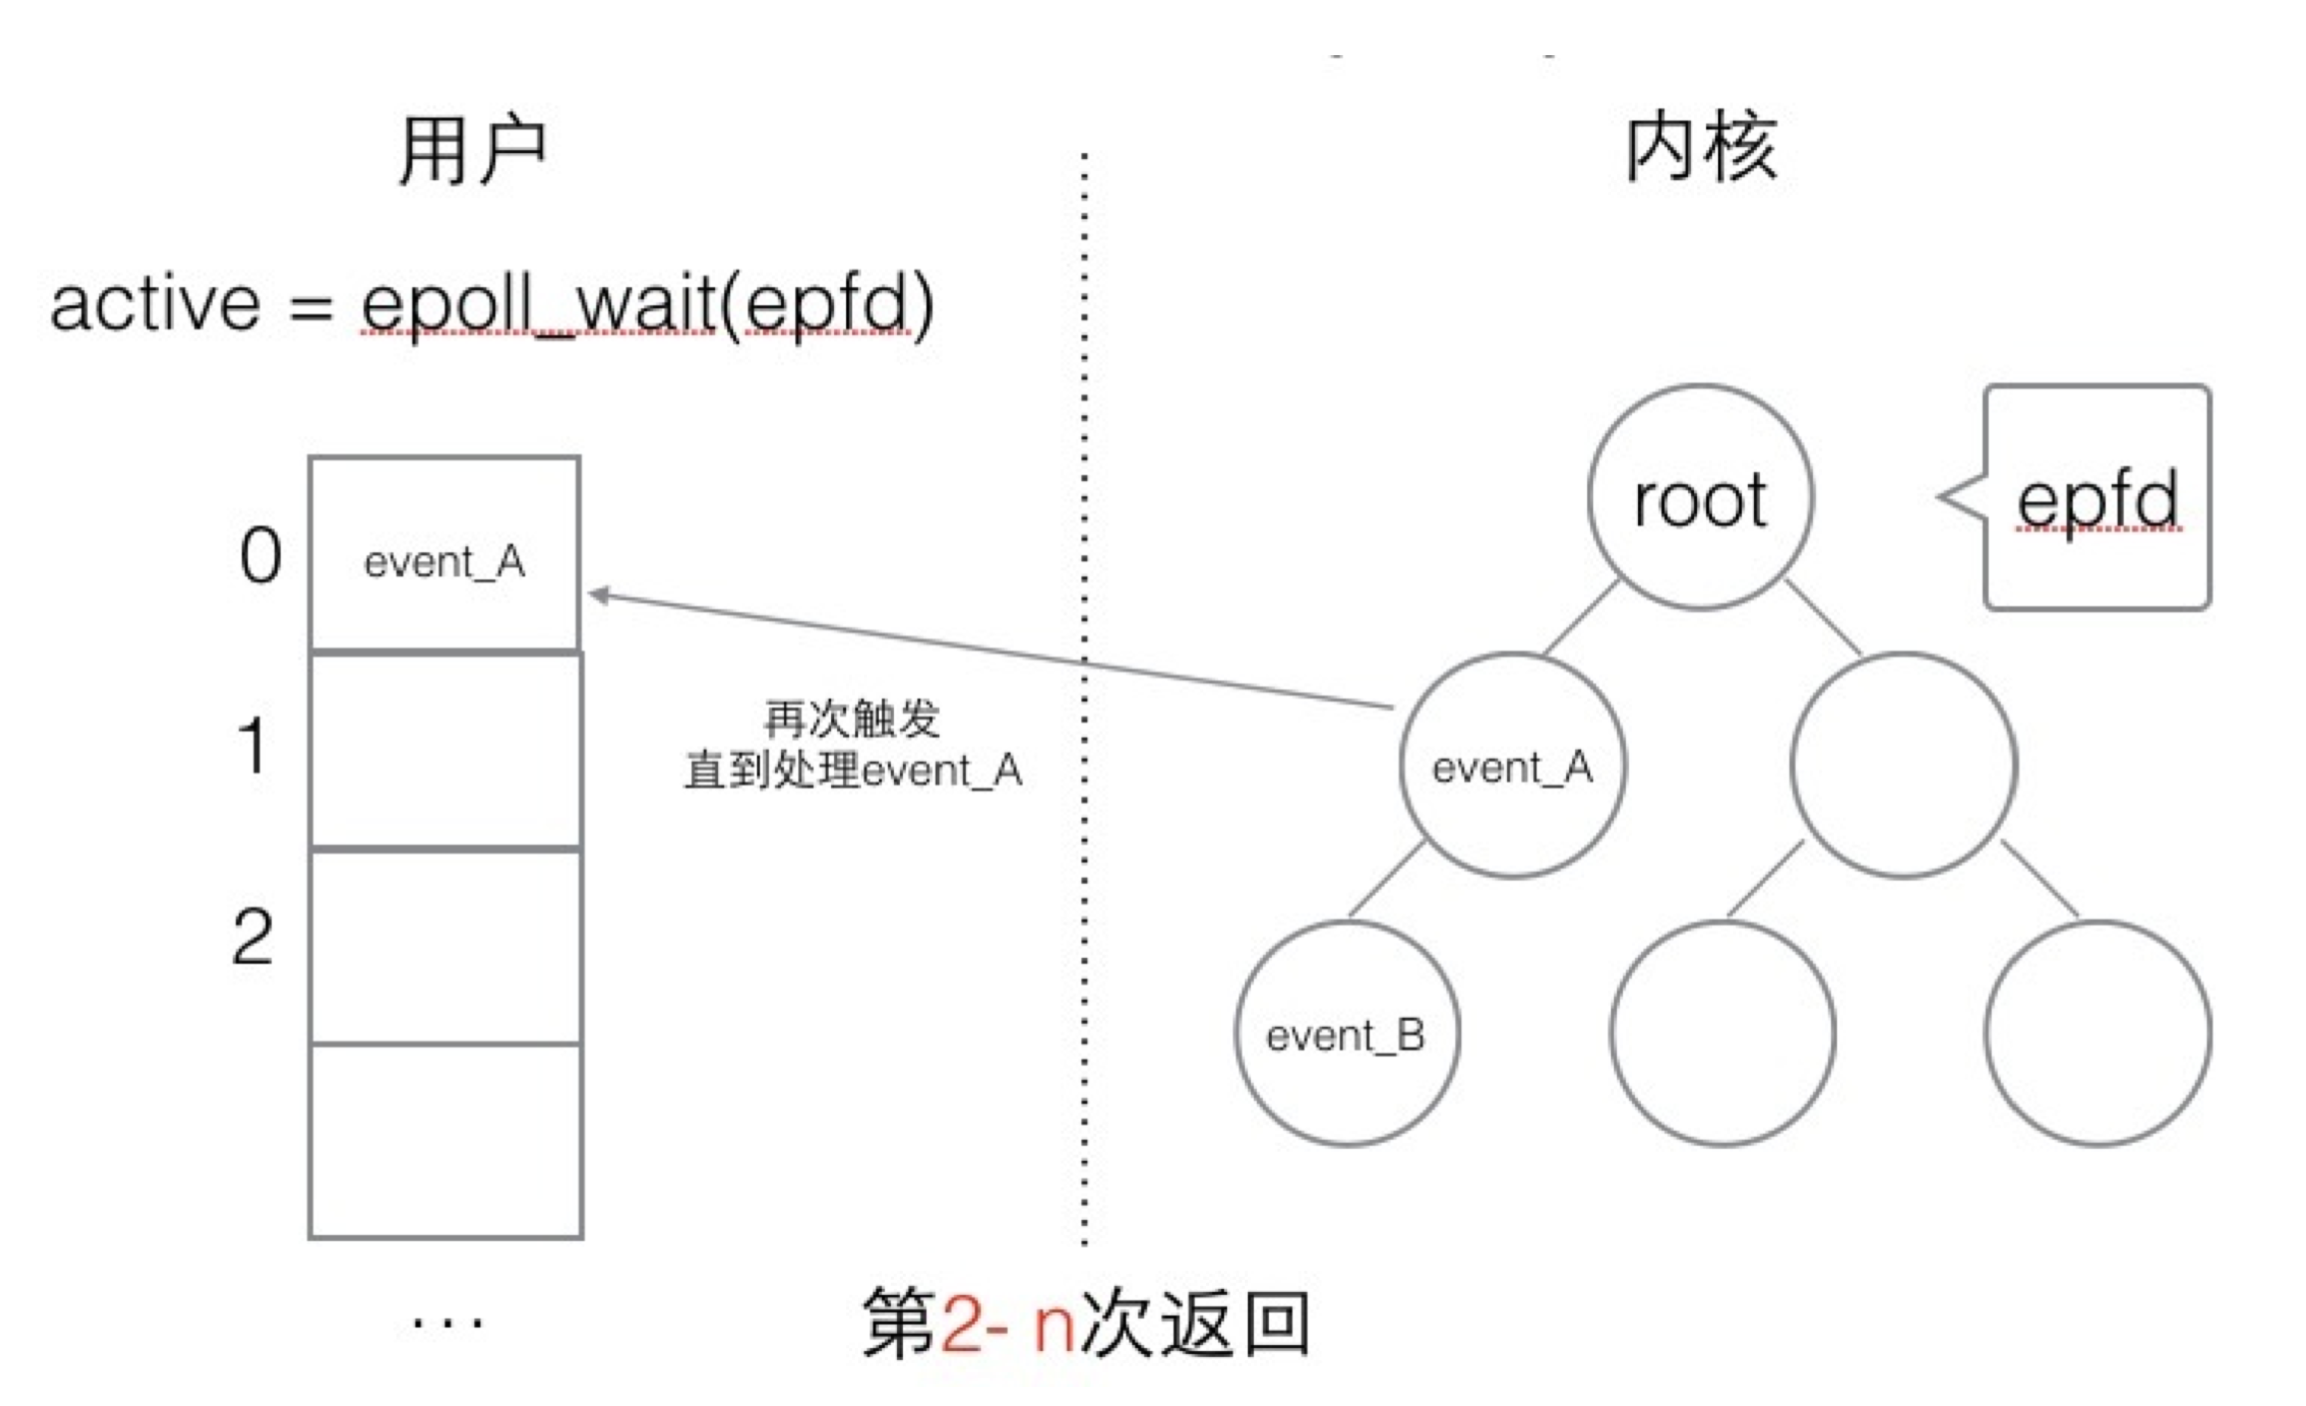 用户
内核
active = epoll_wait(epfd)
root
epfd
0
event_A
1
再次触发
直到处理event_A
event_A
2
event_B
...
第2- n次返回